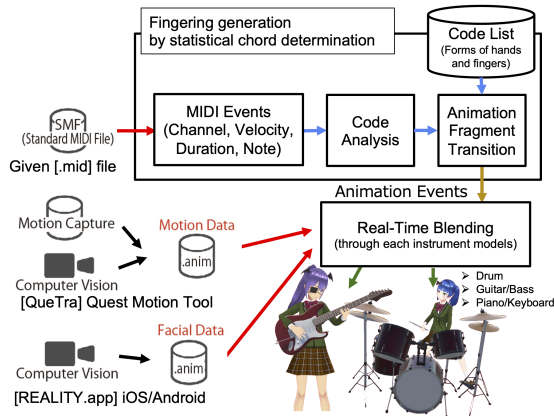 Fingering generation
by statistical chord determination
Code List
(Forms of hands
and fingers)
SMF
(Standard MIDI File)
Given [.mid] file
MIDI Events
(Channel, Velocity,
Duration, Note)
Code
Analysis
Animation
Fragment
Transition
Animation Events
Motion Capture
Motion Data
.anim
Computer Vision
[QueTra] Quest Motion Tool
Real-Time Blending
(through each instrument models)
➢ Drum
➢ Guitar/Bass
➢ Piano/Keyboard
Facial Data
.anim
Computer Vision
[REALITY.app] iOS/Android